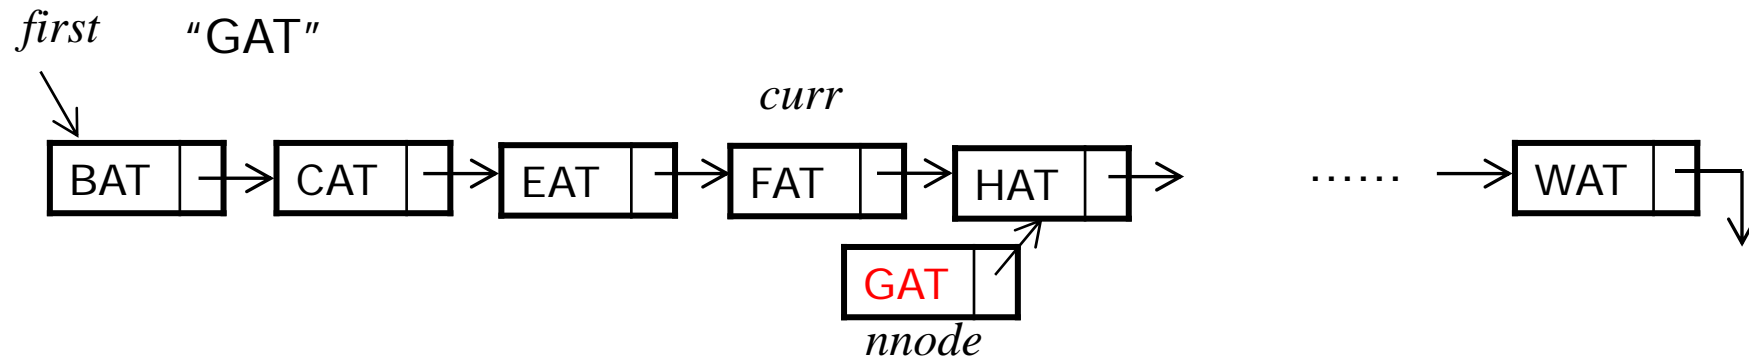 first “GAT”
curr
BAT CAT EAT FAT HAT ...... WAT
GAT
nnode